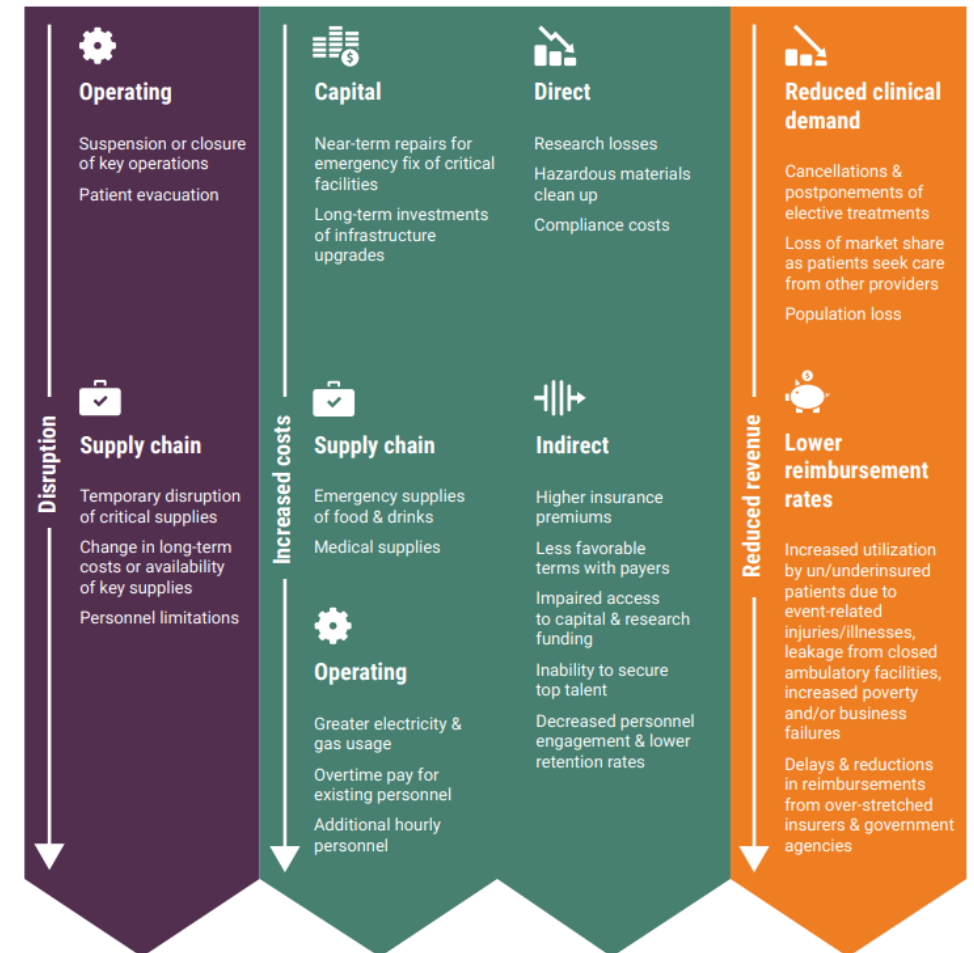 Disruption
Operating
Suspension or closure
of key operations
Patient evacuation
Supply chain
Temporary disruption
of critical supplies
Change in long-term
costs or availability
of key supplies
Personnel limitations
Increased costs
Capital
Near-term repairs for
emergency fix of critical
facilities
Long-term investments
of infrastructure
upgrades
Supply chain
Emergency supplies
of food & drinks
Medical supplies
Operating
Greater electricity &
gas usage
Overtime pay for
existing personnel
Additional hourly
personnel
Direct
Research losses
Hazardous materials
clean up
Compliance costs
Indirect
Higher insurance
premiums
Less favorable
terms with payers
Impaired access
to capital & research
funding
Inability to secure
top talent
Decreased personnel
engagement & lower
retention rates
Reduced revenue
Reduced clinical
demand
Cancellations &
postponements of
elective treatments
Loss of market share
as patients seek care
from other providers
Population loss
Lower
reimbursement
rates
Increased utilization
by un/underinsured
patients due to
event-related
injuries/illnesses,
leakage from closed
ambulatory facilities,
increased poverty
and/or business
failures
Delays & reductions
in reimbursements
from over-stretched
insurers & government
agencies